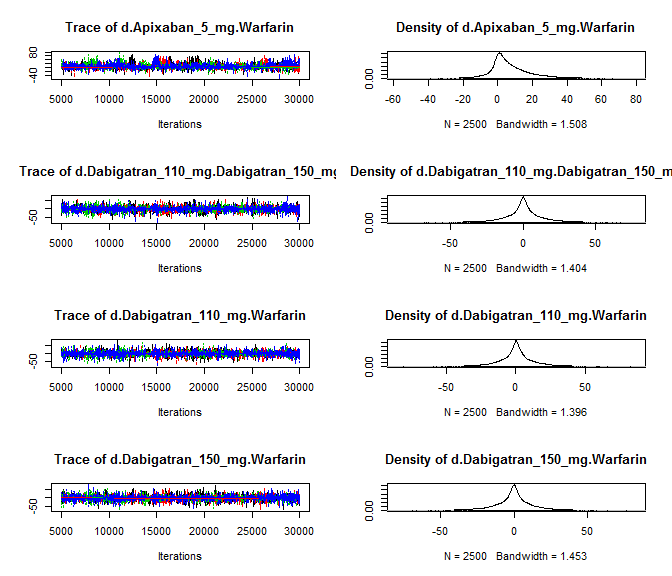 Trace of d.Apixaban_5_mg.Warfarin
80
-40
5000 10000 15000 20000 25000 30000
Iterations
Density of d.Apixaban_5_mg.Warfarin
0.00
-60 -40 -20 0 20 40 60 80
N = 2500 Bandwidth = 1.508
Trace of d.Dabigatran_110_mg.Dabigatran_150_mg
-50
5000 10000 15000 20000 25000 30000
Iterations
Density of d.Dabigatran_110_mg.Dabigatran_150_m
0.00
-50 0 50
N = 2500 Bandwidth = 1.404
Trace of d.Dabigatran_110_mg.Warfarin
-50
5000 10000 15000 20000 25000 30000
Iterations
Density of d.Dabigatran_110_mg.Warfarin
0.00
-50 0 50
N = 2500 Bandwidth = 1.396
Trace of d.Dabigatran_150_mg.Warfarin
-50
5000 10000 15000 20000 25000 30000
Iterations
Density of d.Dabigatran_150_mg.Warfarin
0.00
-50 0 50
N = 2500 Bandwidth = 1.453